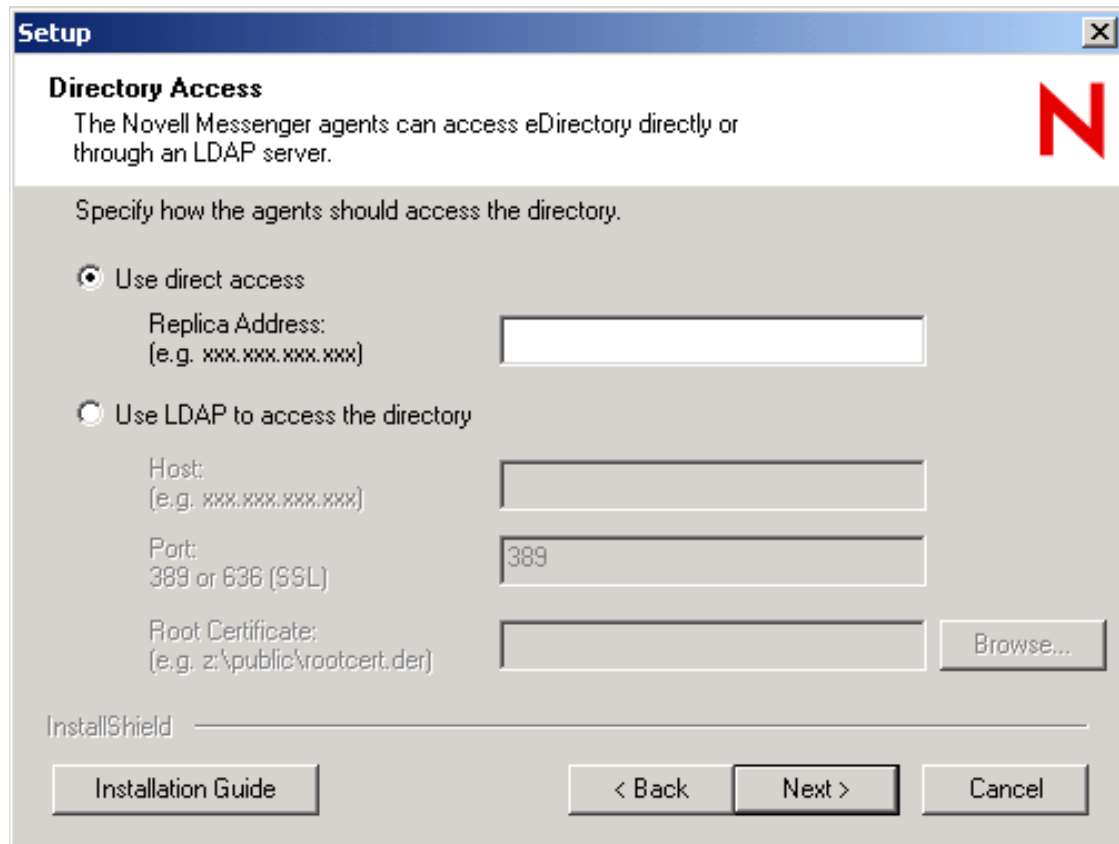 Setup
Directory Access
The Novell Messenger agents can access eDirectory directly or
through an LDAP server.
N
Specify how the agents should access the directory.
Use direct access
Replica Address:
(e.g. xxx.xxx.xxx.xxx)
Use LDAP to access the directory
Host:
(e.g. xxx.xxx.xxx.xxx)
Port:
389 or 636 (SSL)
389
Root Certificate:
(e.g. z:\public\rootcert.der)
Browse...
InstallShield
Installation Guide
< Back
Next >
Cancel